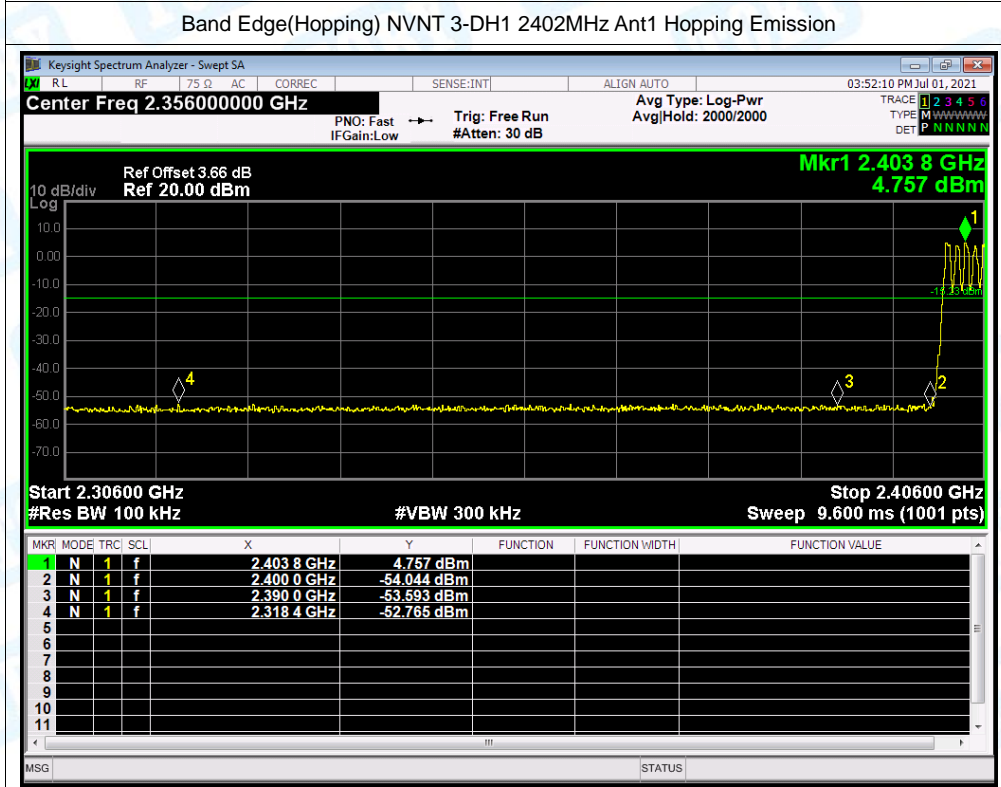 Band Edge(Hopping) NVNT 3-DH1 2402MHz Ant1 Hopping Emission
Keysight Spectrum Analyzer - Swept SA
LXI RL RF 75 Ω AC CORREC SENSE:INT ALIGN AUTO 03:52:10 PM Jul 01, 2021
Center Freq 2.356000000 GHz Avg Type: Log-Pwr TRACE 1 2 3 4 5 6
PNO: Fast Trig: Free Run Avg|Hold: 2000/2000 TYPE M WWWWW
IFGain:Low #Atten: 30 dB DET P N N N N N
Ref Offset 3.66 dB Mkr1 2.403 8 GHz
10 dB/div Ref 20.00 dBm 4.757 dBm
Log
1
10.0
0.00
-10.0
-15.23 dBm
-20.0
-30.0
-40.0
4 3 2
-50.0
-60.0
-70.0
Start 2.30600 GHz Stop 2.40600 GHz
#Res BW 100 kHz #VBW 300 kHz Sweep 9.600 ms (1001 pts)
MKR MODE TRC SCL X Y FUNCTION FUNCTION WIDTH FUNCTION VALUE
1 N 1 f 2.403 8 GHz 4.757 dBm
2 N 1 f 2.400 0 GHz -54.044 dBm
3 N 1 f 2.390 0 GHz -53.593 dBm
4 N 1 f 2.318 4 GHz -52.765 dBm
5
6
7
8
9
10
11
MSG STATUS